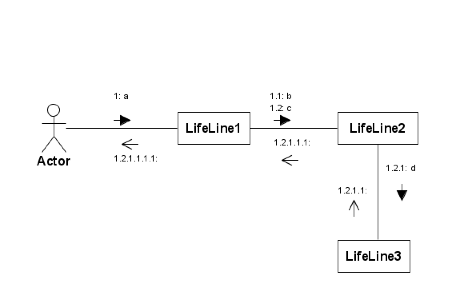 1: a
1.1: b
1.2: c
LifeLine1
LifeLine2
Actor
1.2.1.1.1.1:
1.2.1.1.1:
1.2.1: d
1.2.1.1:
LifeLine3